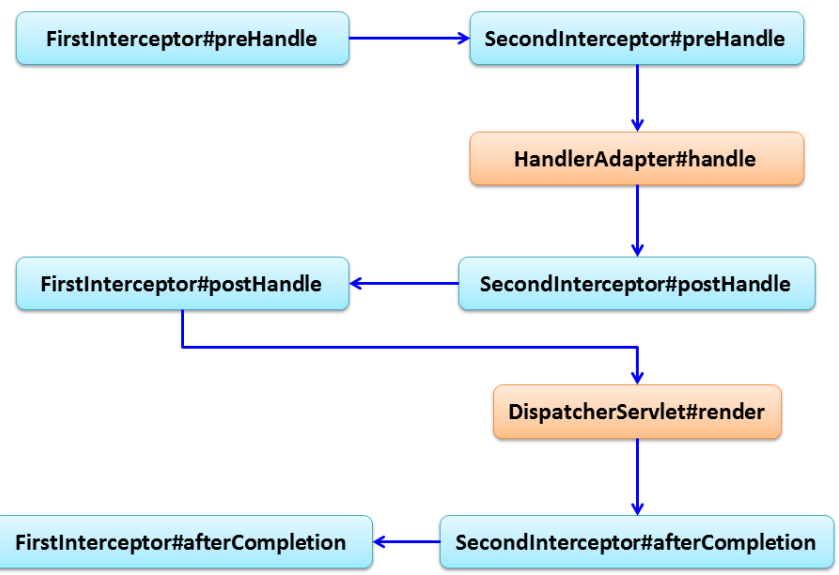 FirstInterceptor#preHandle
SecondInterceptor#preHandle
HandlerAdapter#handle
FirstInterceptor#postHandle
SecondInterceptor#postHandle
DispatcherServlet#render
FirstInterceptor#afterCompletion
SecondInterceptor#afterCompletion